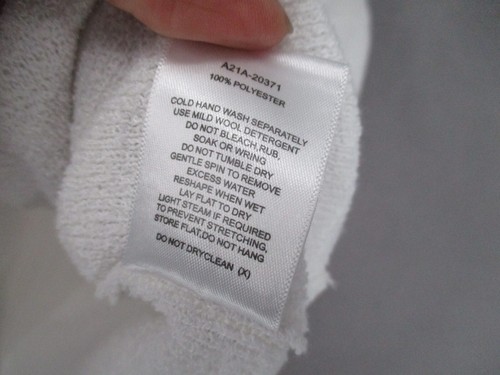 A21A-20371
100% POLYESTER
COLD HAND WASH SEPARATELY
USE MILD WOOL DETERGENT
DO NOT BLEACH,RUB,
SOAK OR WRING
DO NOT TUMBLE DRY
GENTLE SPIN TO REMOVE
EXCESS WATER
RESHAPE WHEN WET
LAY FLAT TO DRY
LIGHT STEAM IF REQUIRED
TO PREVENT STRETCHING,
STORE FLAT,DO NOT HANG
DO NOT DRYCLEAN (X)